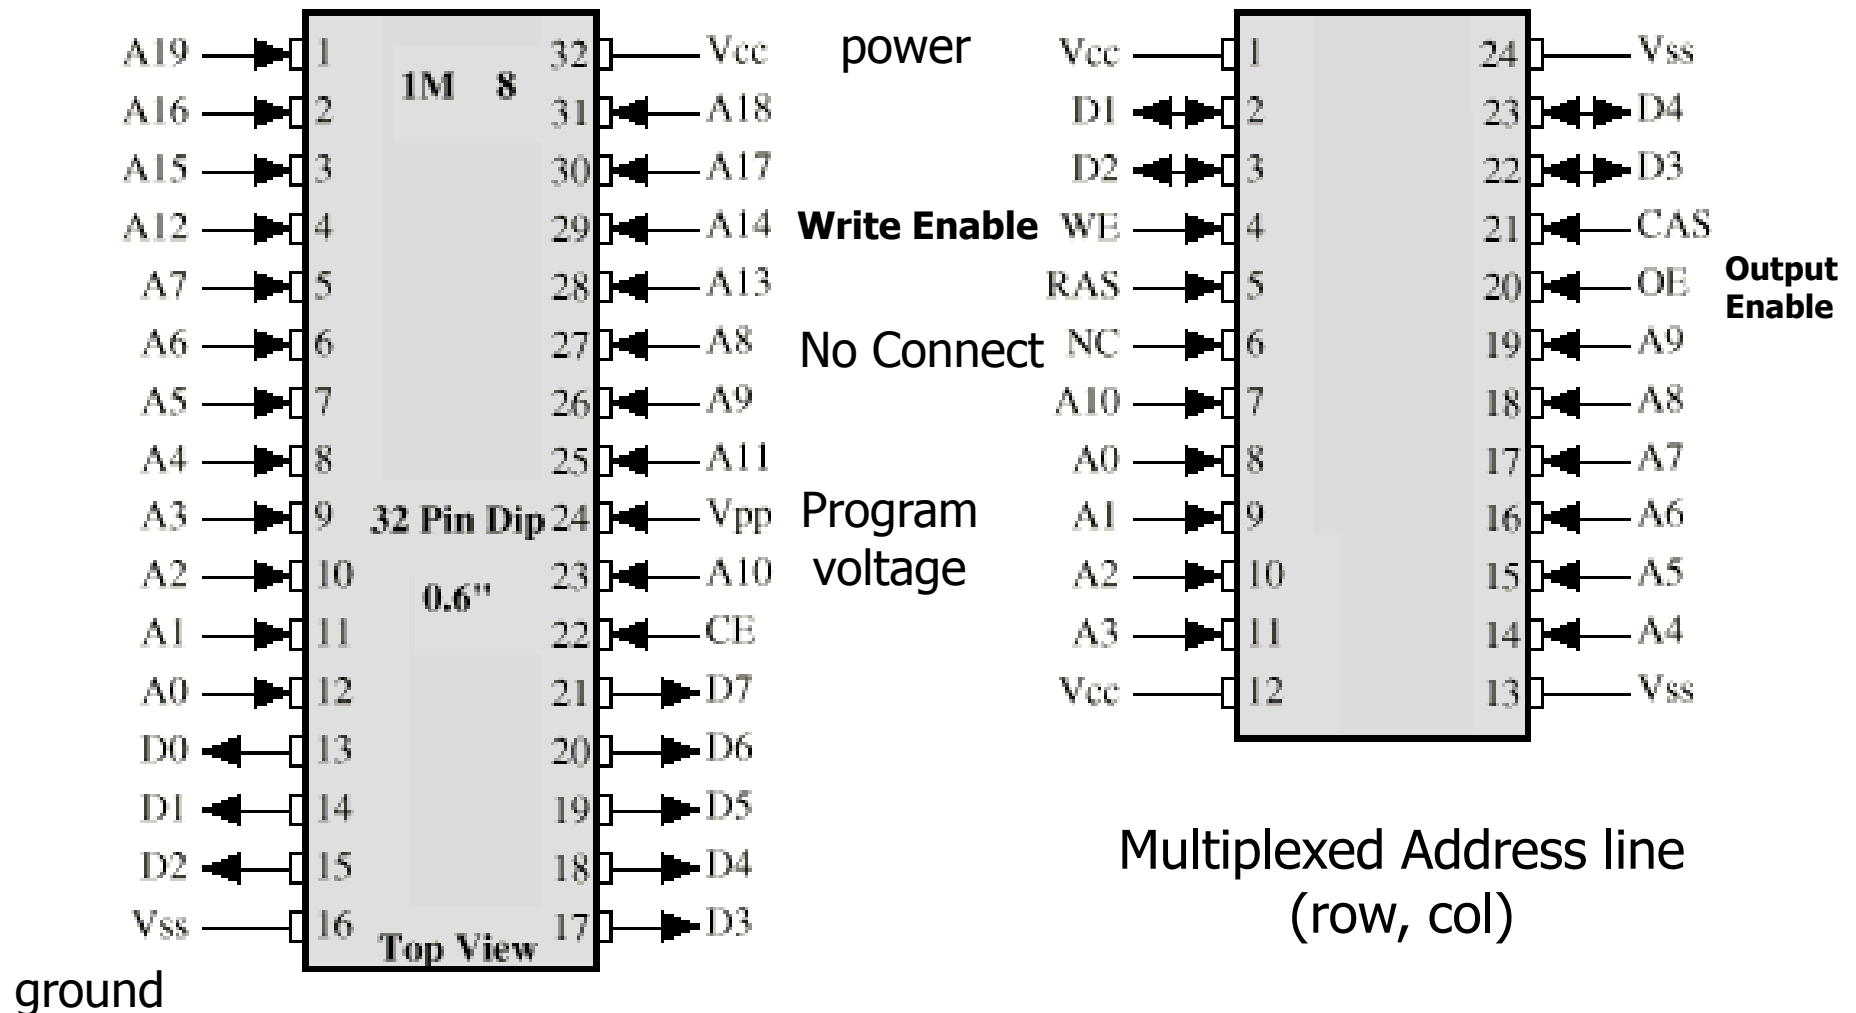 A19 1 32 Vcc power Vcc 1 24 Vss
1M 8
A16 2 31 A18 D1 2 23 D4
A15 3 30 A17 D2 3 22 D3
A12 4 29 A14 Write Enable WE 4 21 CAS
A7 5 28 A13 RAS 5 20 OE Output
Enable
A6 6 27 A8 No Connect NC 6 19 A9
A5 7 26 A9 A10 7 18 A8
A4 8 25 A11 A0 8 17 A7
A3 9 32 Pin Dip 24 Vpp Program A1 9 16 A6
A2 10 23 A10 voltage A2 10 15 A5
0.6"
A1 11 22 CE A3 11 14 A4
A0 12 21 D7 Vcc 12 13 Vss
D0 13 20 D6
D1 14 19 D5
D2 15 18 D4
Vss 16 17 D3
Top View
ground
Multiplexed Address line
(row, col)